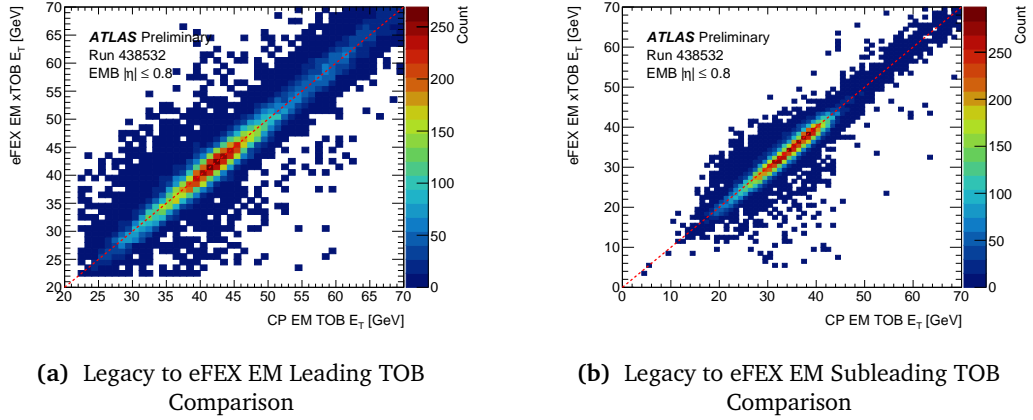 eFEX EM xTOB E_T [GeV]
70
65
60
55
50
45
40
35
30
25
20
ATLAS Preliminary
Run 438532
EMB |η| ≤ 0.8
20 25 30 35 40 45 50 55 60 65 70
CP EM TOB E_T [GeV]
Count
250
200
150
100
50
0
(a) Legacy to eFEX EM Leading TOB
Comparison
eFEX EM xTOB E_T [GeV]
70
60
50
40
30
20
10
0
ATLAS Preliminary
Run 438532
EMB |η| ≤ 0.8
0 10 20 30 40 50 60 70
CP EM TOB E_T [GeV]
Count
250
200
150
100
50
0
(b) Legacy to eFEX EM Subleading TOB
Comparison